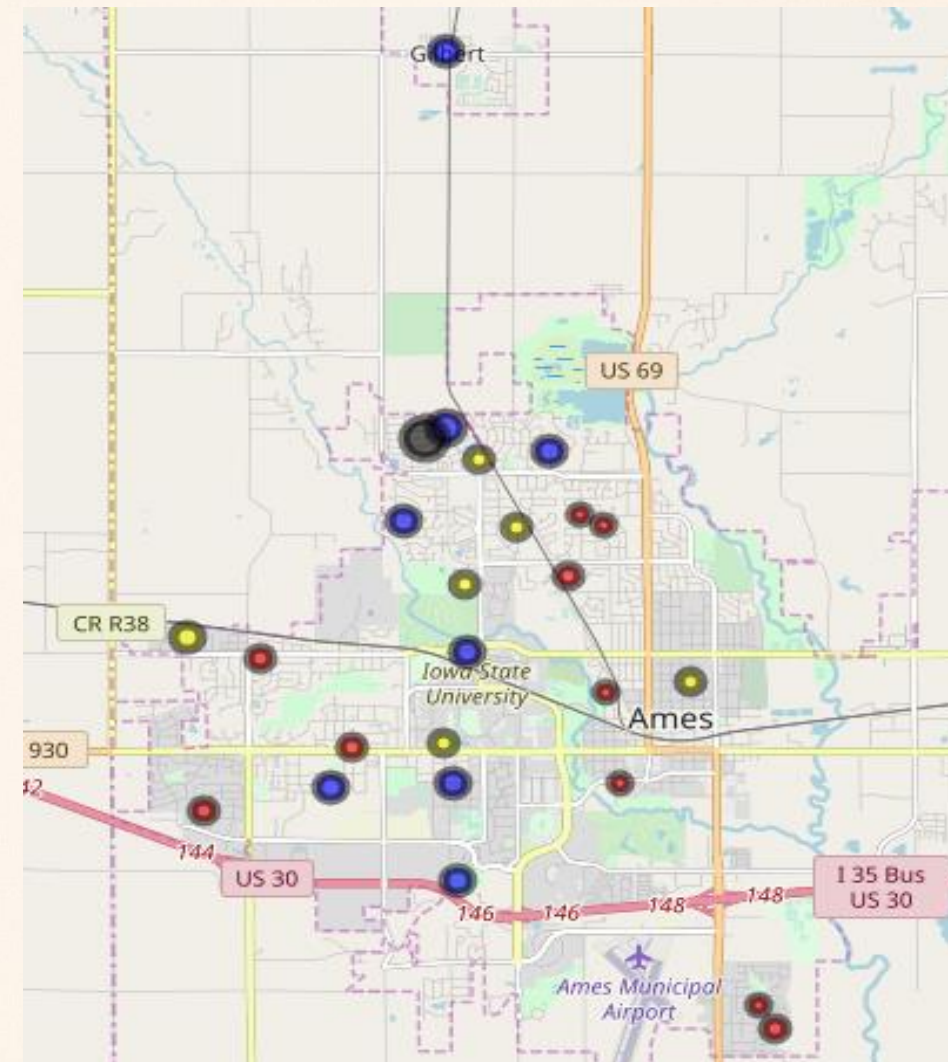 Gilbert
US 69
CR R38
Iowa State
University
Ames
930
42
144
US 30
146
146
148
148
I 35 Bus
US 30
Ames Municipal
Airport